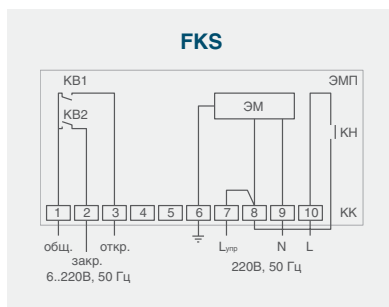 FKS
КВ1
ЭМП
КВ2
ЭМ
КН
1 2 3 4 5 6 7 8 9 10 КК
общ. откр. Lупр N L
закр.
6..220В, 50 Гц 220В, 50 Гц